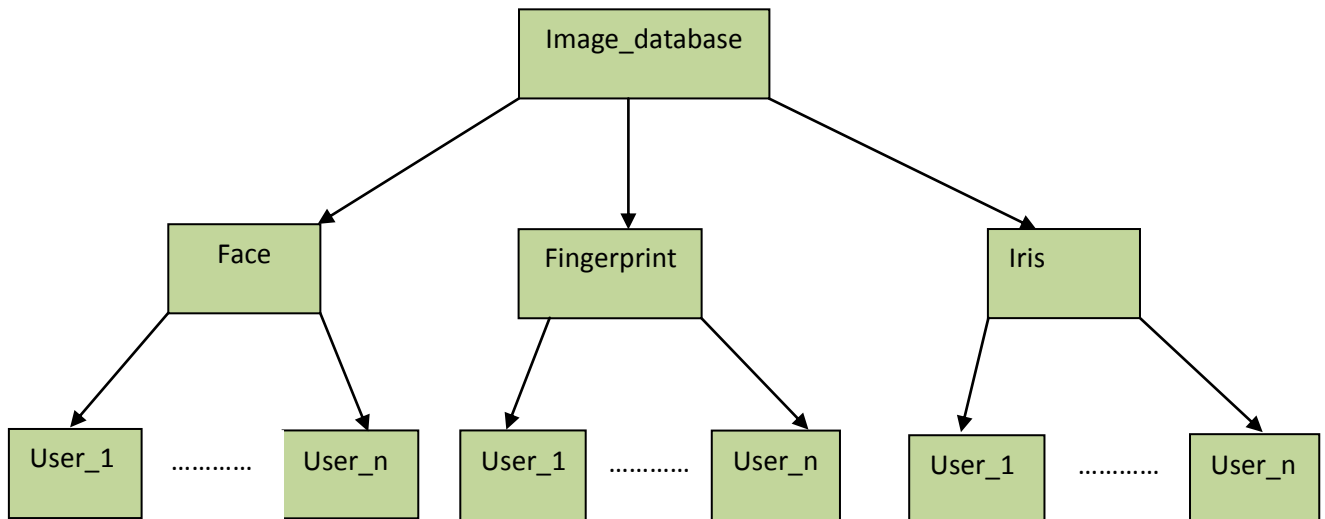 Image_database
Face
Fingerprint
Iris
User_1
…………
User_n
User_1
…………
User_n
User_1
…………
User_n